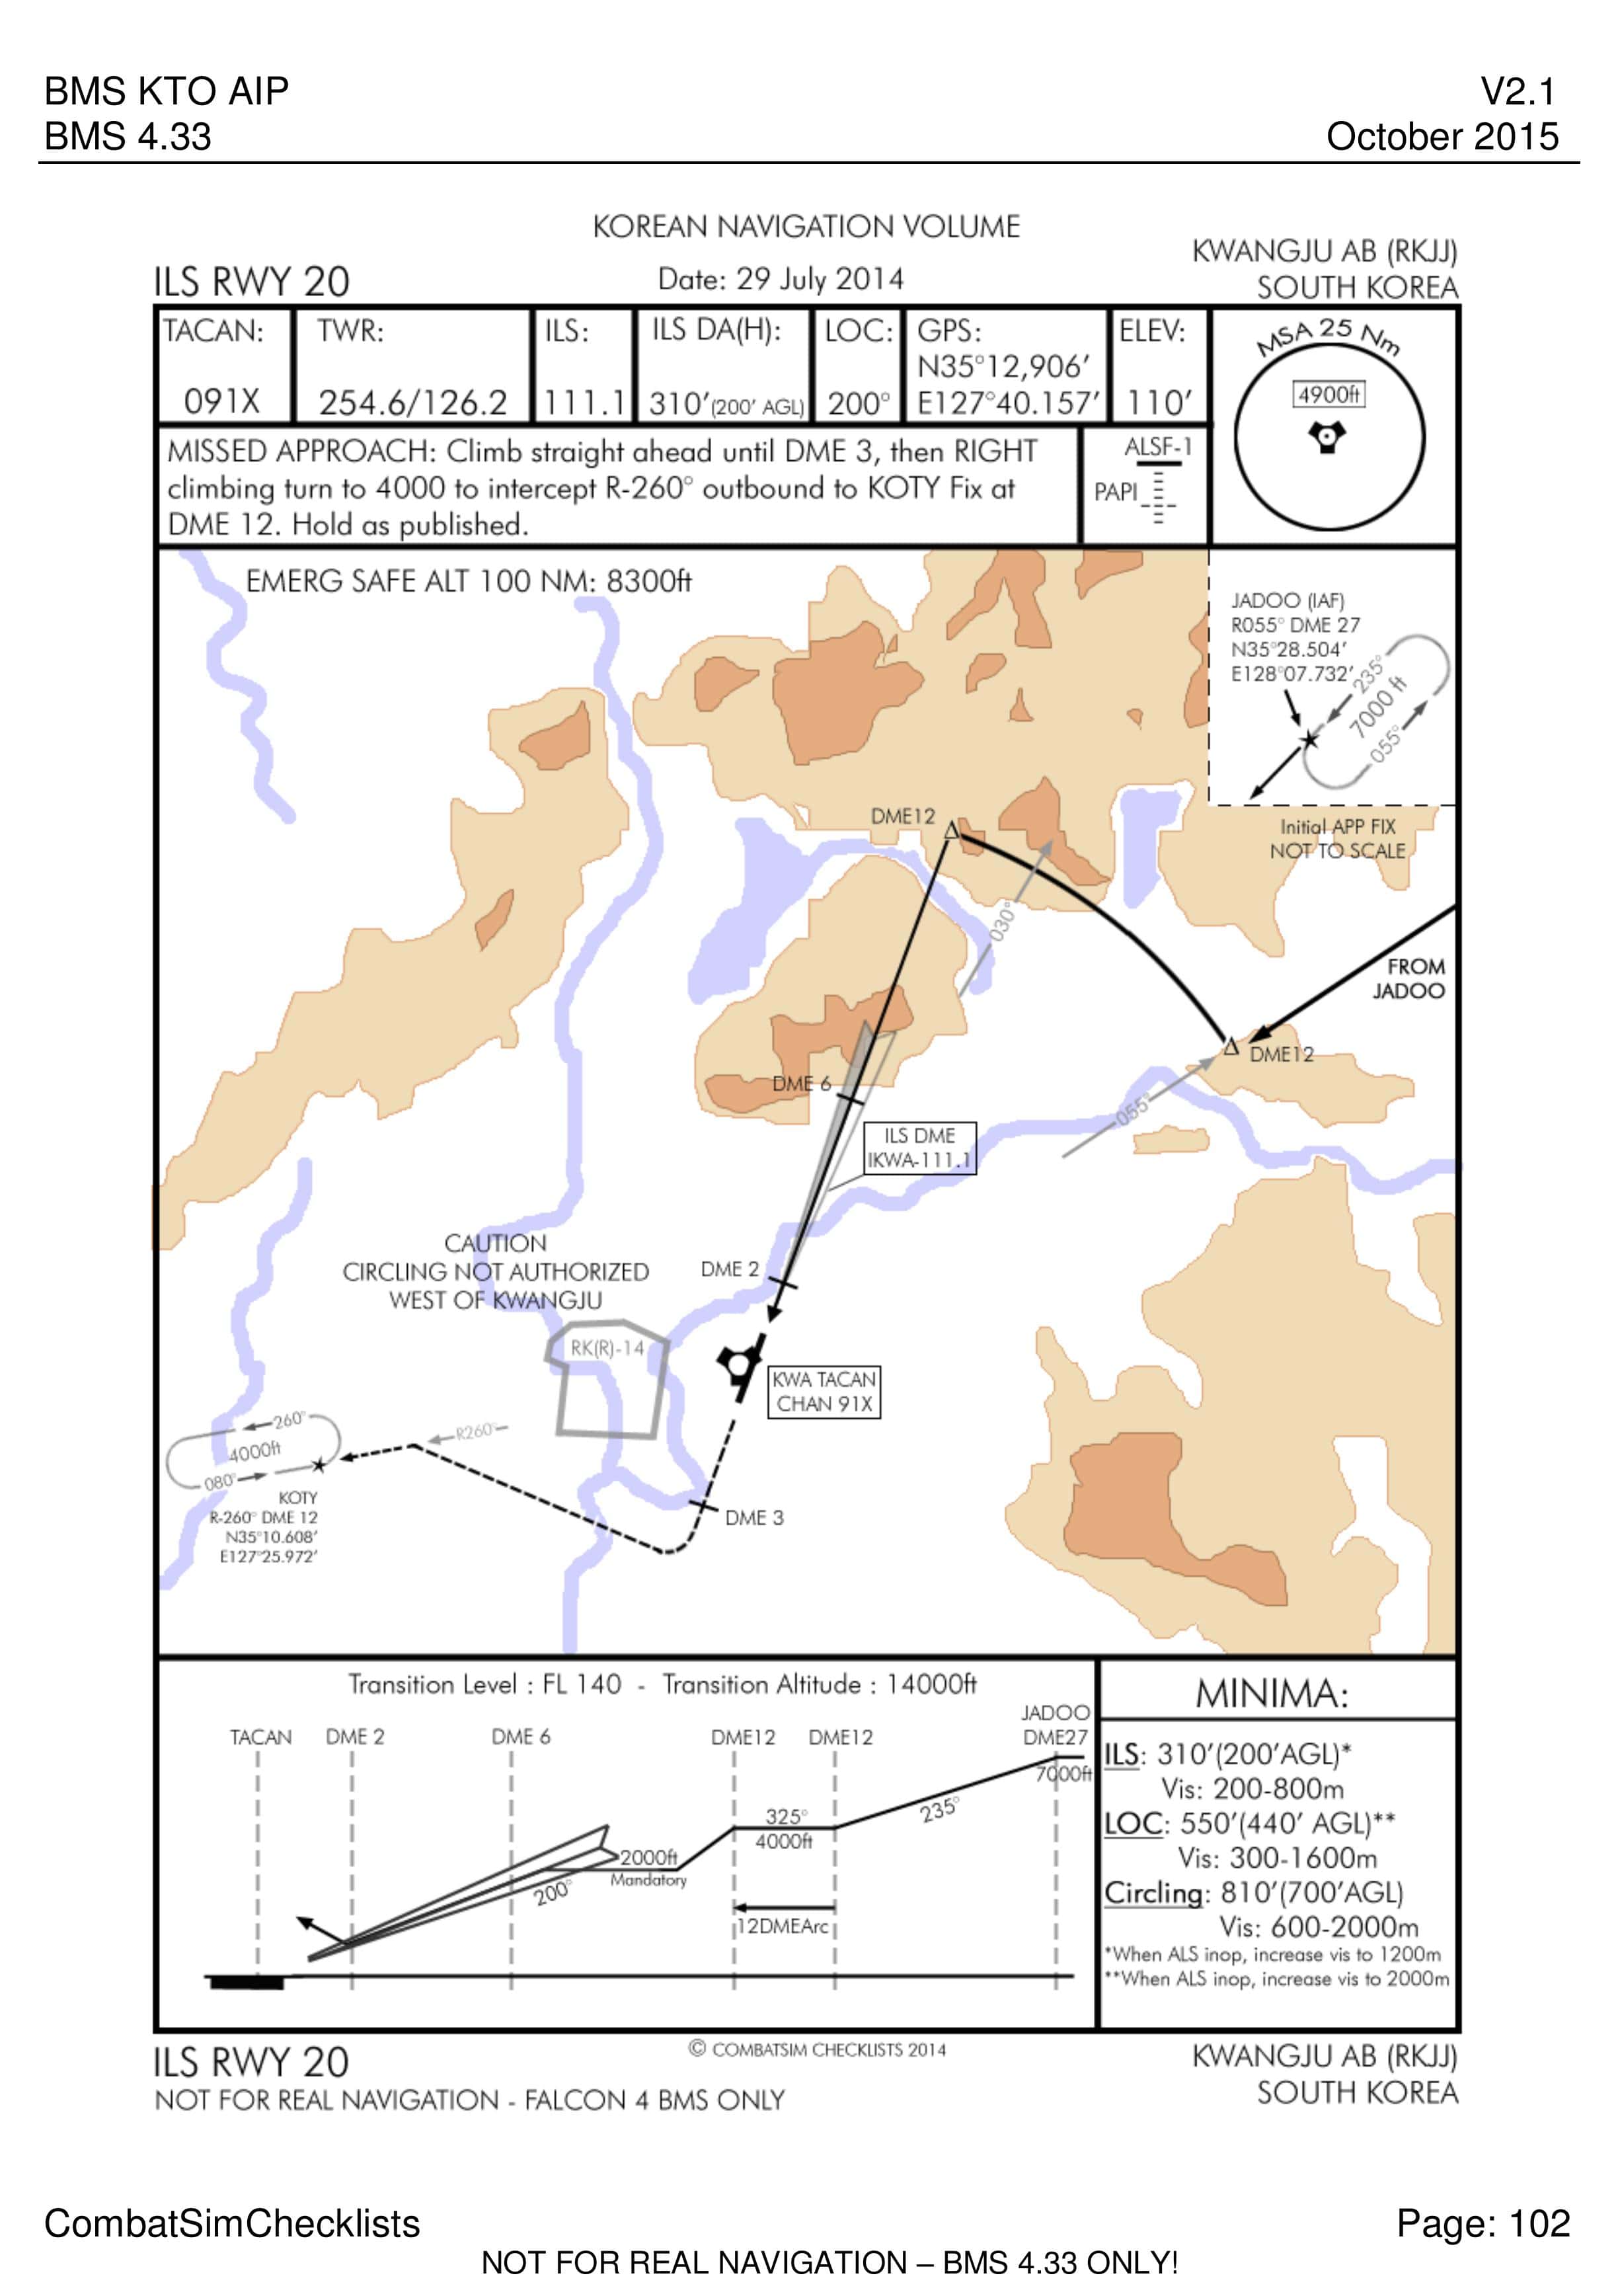 BMS KTO AIP
V2.1
BMS 4.33
October 2015
KOREAN NAVIGATION VOLUME
KWANGJU AB (RKJJ)
ILS RWY 20
Date: 29 July 2014
SOUTH KOREA
TACAN:
091X
TWR:
254.6/126.2
ILS:
111.1
ILS DA(H):
310′(200′ AGL)
LOC:
200°
GPS:
N35°12,906′
E127°40.157′
ELEV:
110′
MSA 25 Nm
4900ft
MISSED APPROACH: Climb straight ahead until DME 3, then RIGHT
climbing turn to 4000 to intercept R-260° outbound to KOTY Fix at
DME 12. Hold as published.
ALSF-1
PAPI
EMERG SAFE ALT 100 NM: 8300ft
JADOO (IAF)
R055° DME 27
N35°28.504′
E128°07.732′
235°
7000 ft
055°
Initial APP FIX
NOT TO SCALE
DME12
030°
FROM
JADOO
DME12
055°
DME 6
ILS DME
IKWA-111.1
CAUTION
CIRCLING NOT AUTHORIZED
WEST OF KWANGJU
DME 2
RK(R)-14
KWA TACAN
CHAN 91X
260°
4000ft
080°
R260°
KOTY
R-260° DME 12
N35°10.608′
E127°25.972′
DME 3
Transition Level : FL 140 - Transition Altitude : 14000ft
TACAN
DME 2
DME 6
DME12
DME12
JADOO
DME27
7000ft
325°
4000ft
235°
2000ft
Mandatory
200°
12DMEArc
MINIMA:
ILS: 310′(200′AGL)*
Vis: 200-800m
LOC: 550′(440′ AGL)**
Vis: 300-1600m
Circling: 810′(700′AGL)
Vis: 600-2000m
*When ALS inop, increase vis to 1200m
**When ALS inop, increase vis to 2000m
ILS RWY 20
© COMBATSIM CHECKLISTS 2014
KWANGJU AB (RKJJ)
NOT FOR REAL NAVIGATION - FALCON 4 BMS ONLY
SOUTH KOREA
CombatSimChecklists
Page: 102
NOT FOR REAL NAVIGATION – BMS 4.33 ONLY!